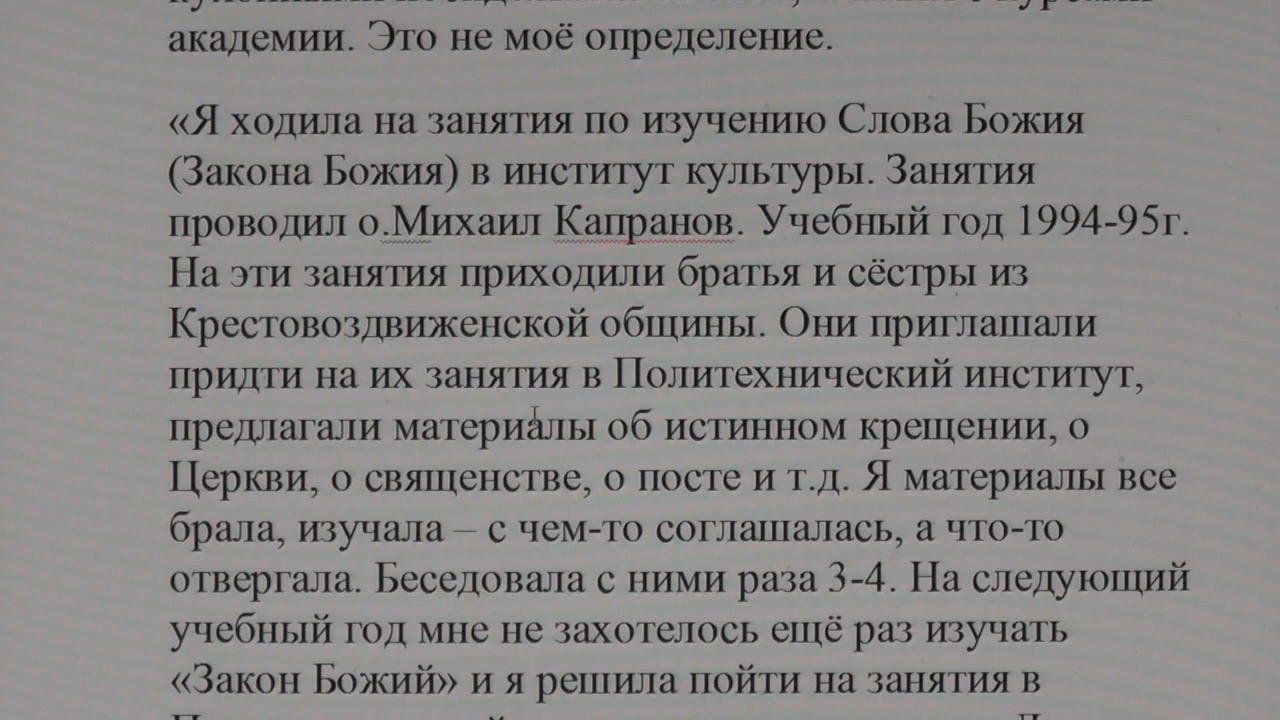 академии. Это не моё определение.
«Я ходила на занятия по изучению Слова Божия
(Закона Божия) в институт культуры. Занятия
проводил о.Михаил Капранов. Учебный год 1994-95г.
На эти занятия приходили братья и сёстры из
Крестовоздвиженской общины. Они приглашали
придти на их занятия в Политехнический институт,
предлагали материалы об истинном крещении, о
Церкви, о священстве, о посте и т.д. Я материалы все
брала, изучала – с чем-то соглашалась, а что-то
отвергала. Беседовала с ними раза 3-4. На следующий
учебный год мне не захотелось ещё раз изучать
«Закон Божий» и я решила пойти на занятия в